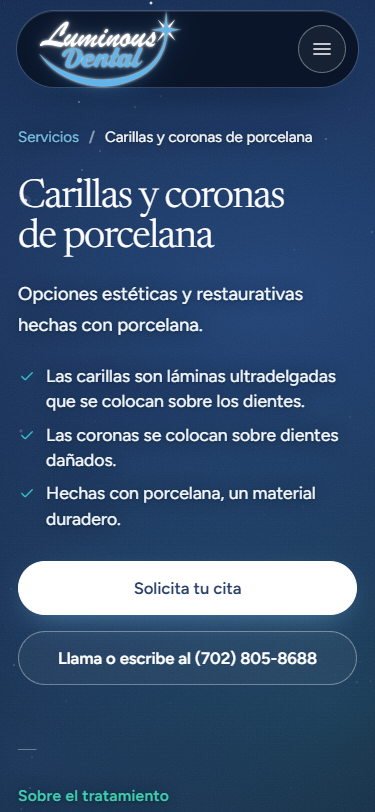 Luminous
Dental
Servicios / Carillas y coronas de porcelana
Carillas y coronas
de porcelana
Opciones estéticas y restaurativas
hechas con porcelana.
Las carillas son láminas ultradelgadas
que se colocan sobre los dientes.
Las coronas se colocan sobre dientes
dañados.
Hechas con porcelana, un material
duradero.
Solicita tu cita
Llama o escribe al (702) 805-8688
Sobre el tratamiento